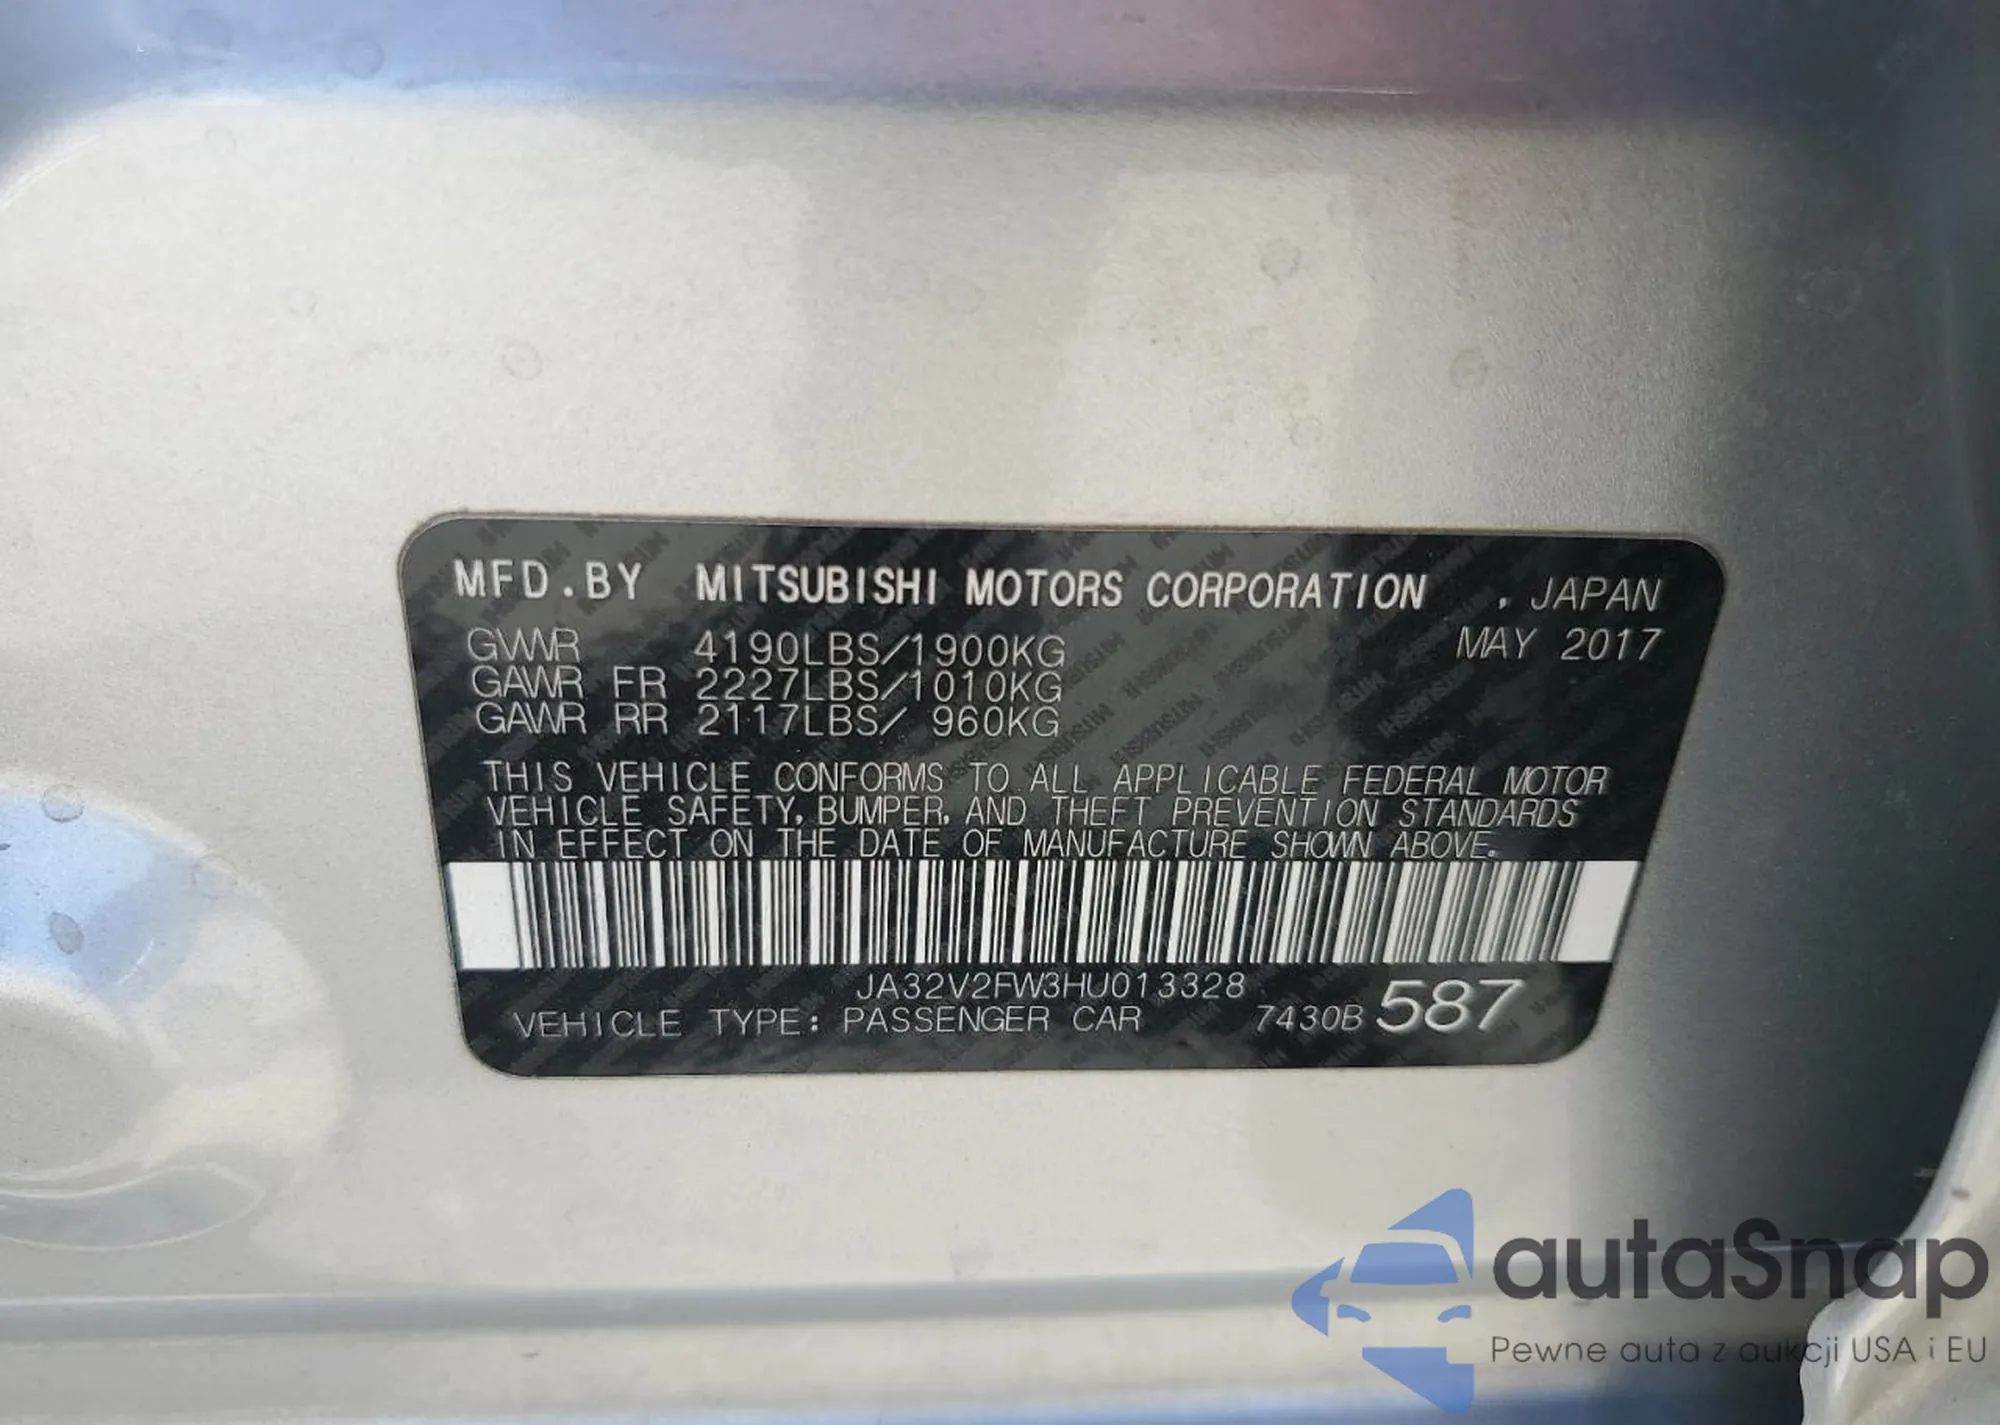 MFD.BY MITSUBISHI MOTORS CORPORATION , JAPAN
GVWR 4190LBS/1900KG MAY 2017
GAWR FR 2227LBS/1010KG
GAWR RR 2117LBS/ 960KG
THIS VEHICLE CONFORMS TO ALL APPLICABLE FEDERAL MOTOR
VEHICLE SAFETY, BUMPER, AND THEFT PREVENTION STANDARDS
IN EFFECT ON THE DATE OF MANUFACTURE SHOWN ABOVE.
JA32V2FW3HU013328
VEHICLE TYPE: PASSENGER CAR 7430B 587
autaSnap
Pewne auta z aukcji USA i EU